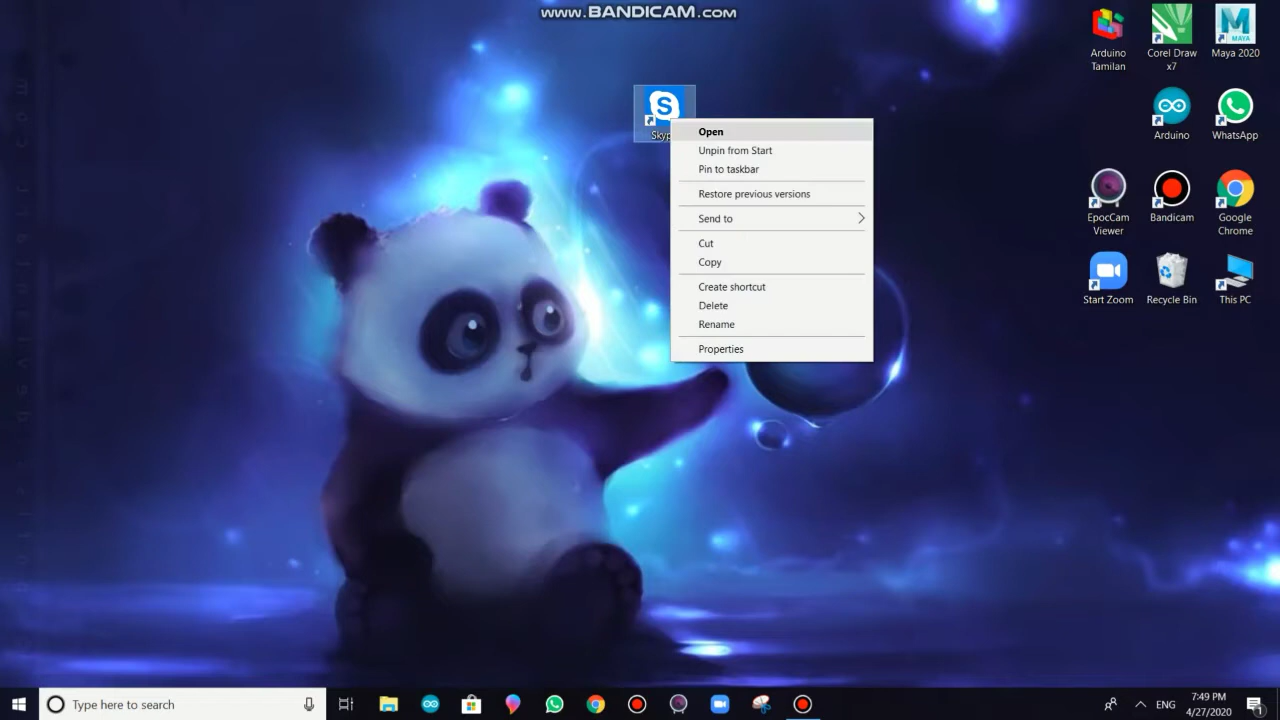 www.BANDICAM.com
Arduino
Tamilan
Corel Draw
x7
Maya 2020
Arduino
WhatsApp
EpocCam
Viewer
Bandicam
Google
Chrome
Start Zoom
Recycle Bin
This PC
Skyp
Open
Unpin from Start
Pin to taskbar
Restore previous versions
Send to
Cut
Copy
Create shortcut
Delete
Rename
Properties
Type here to search
ENG
7:49 PM
4/27/2020
1